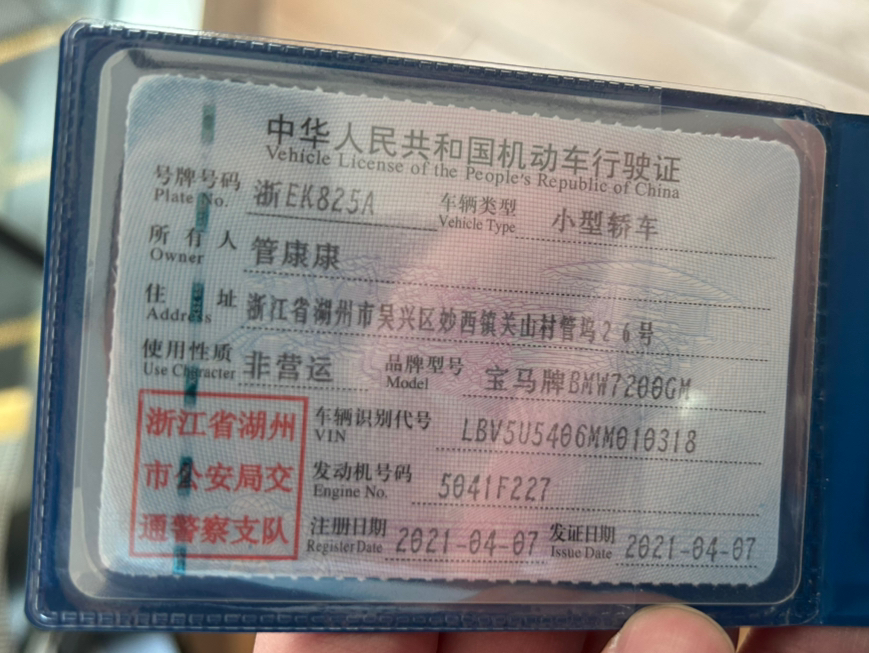 中华人民共和国机动车行驶证
Vehicle License of the People's Republic of China
号牌号码 浙EK825A 车辆类型 小型轿车
Plate No. Vehicle Type
所有人 管康康
Owner
住址 浙江省湖州市吴兴区妙西镇关山村管坞26号
Address
使用性质 非营运 品牌型号 宝马牌BMW7200GM
Use Character Model
浙江省湖州
市公安局交
通警察支队
车辆识别代号 LBV5U5406MM010318
VIN
发动机号码 5041F227
Engine No.
注册日期 2021-04-07 发证日期 2021-04-07
Register Date Issue Date